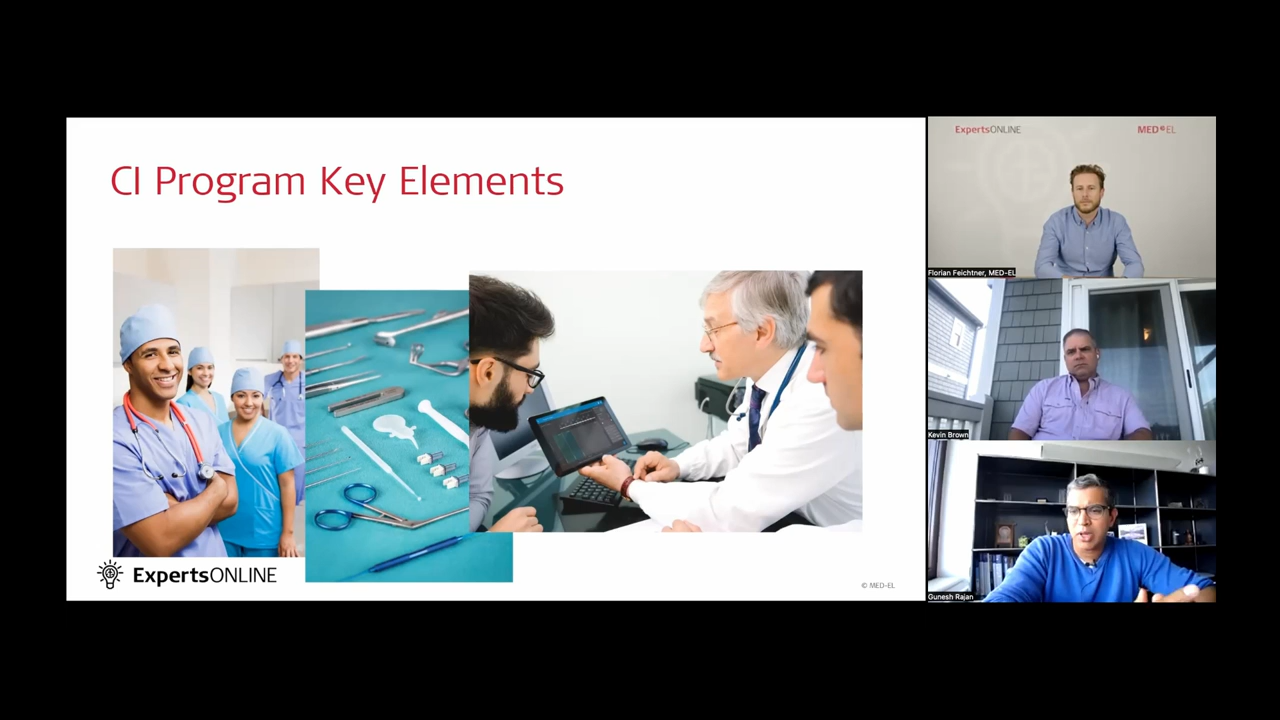 CI Program Key Elements
ExpertsONLINE
© MED-EL
ExpertsONLINE
MED EL
Florian Feichtner, MED-EL
Kevin Brown
Gunesh Rajan